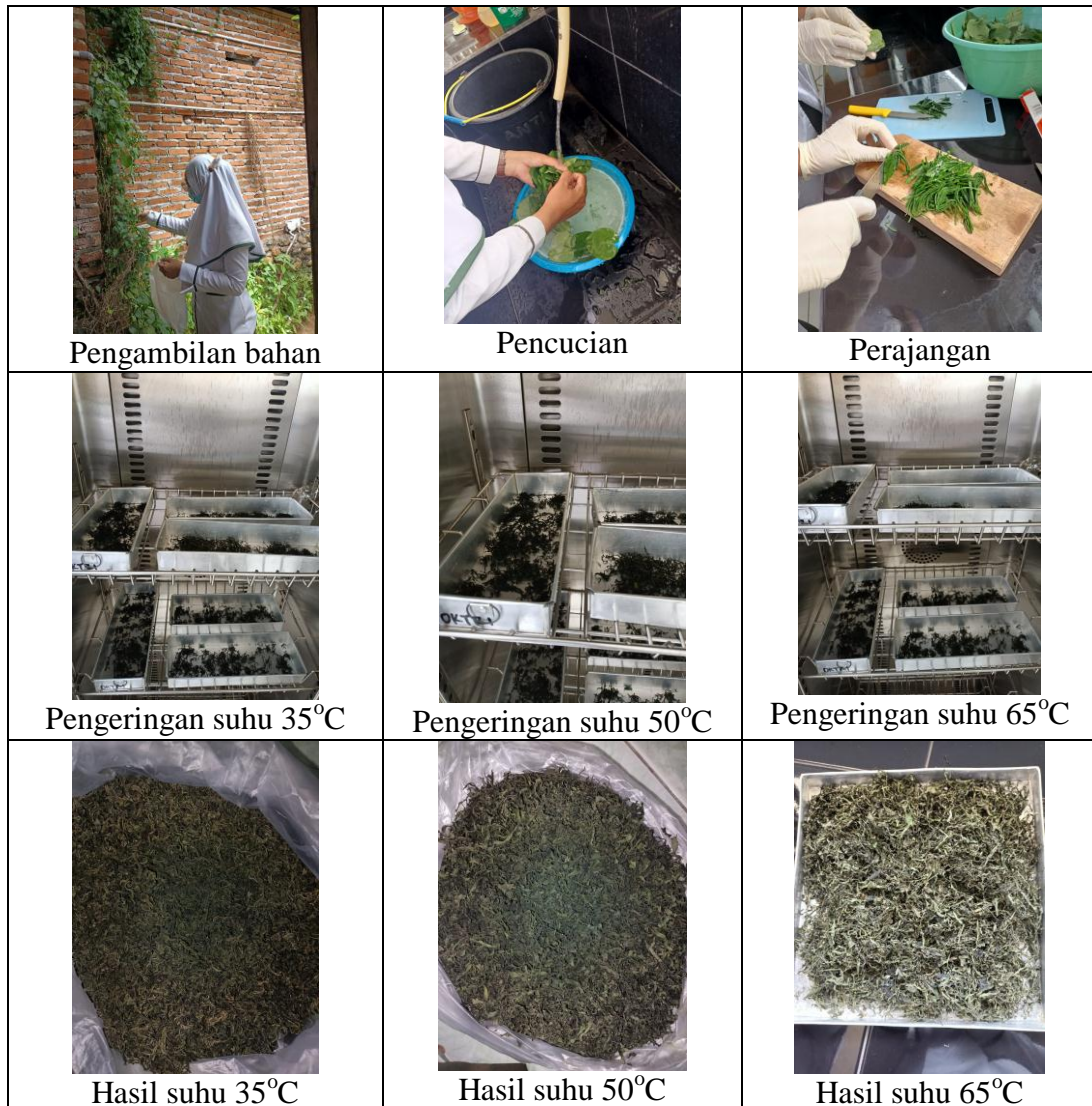 Pengambilan bahan
Pencucian
Perajangan
Pengeringan suhu 35°C
Pengeringan suhu 50°C
Pengeringan suhu 65°C
Hasil suhu 35°C
Hasil suhu 50°C
Hasil suhu 65°C